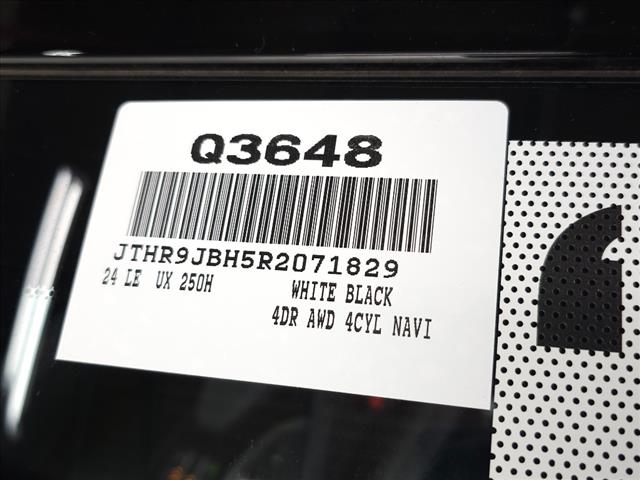 Q3648
JTHR9JBH5R2071829
24 LE UX 250H WHITE BLACK
4DR AWD 4CYL NAVI